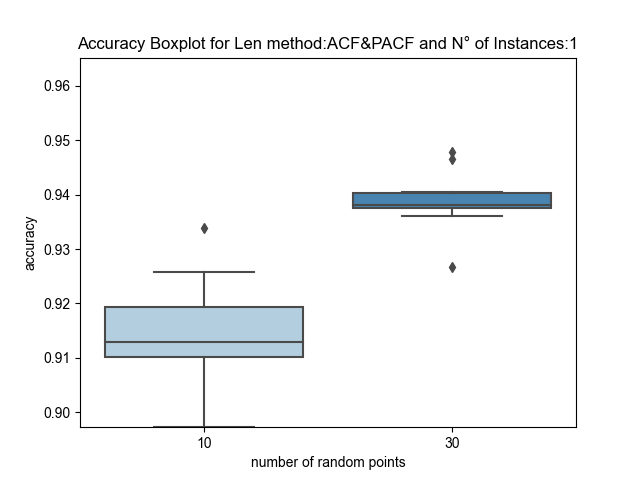 Accuracy Boxplot for Len method:ACF&PACF and N° of Instances:1
0.96
0.95
0.94
0.93
0.92
0.91
0.90
accuracy
10 30
number of random points